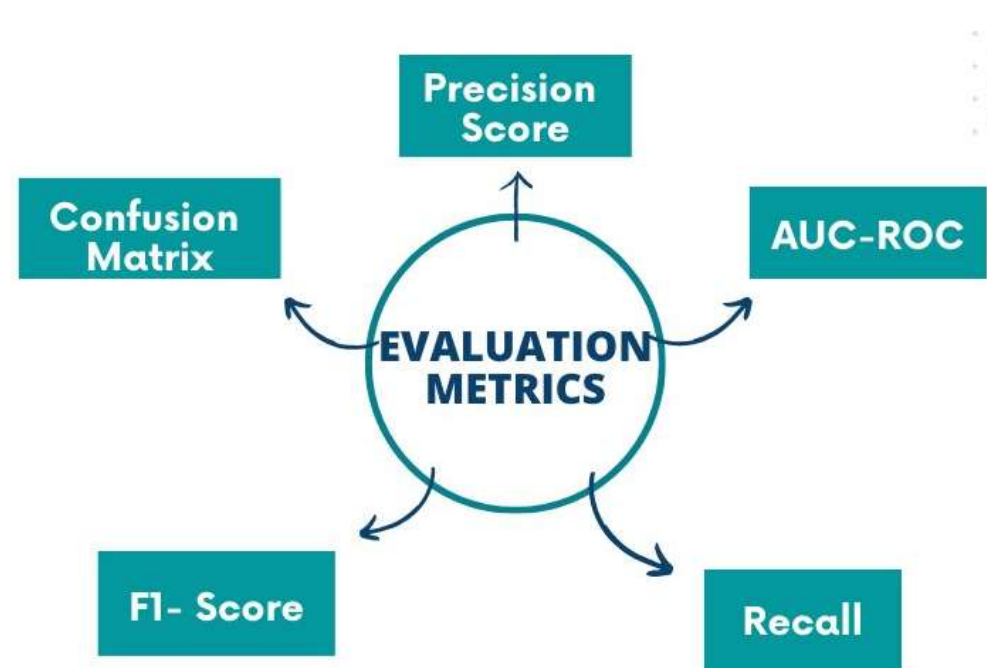 Precision
Score
Confusion
Matrix
AUC-ROC
EVALUATION
METRICS
F1- Score
Recall